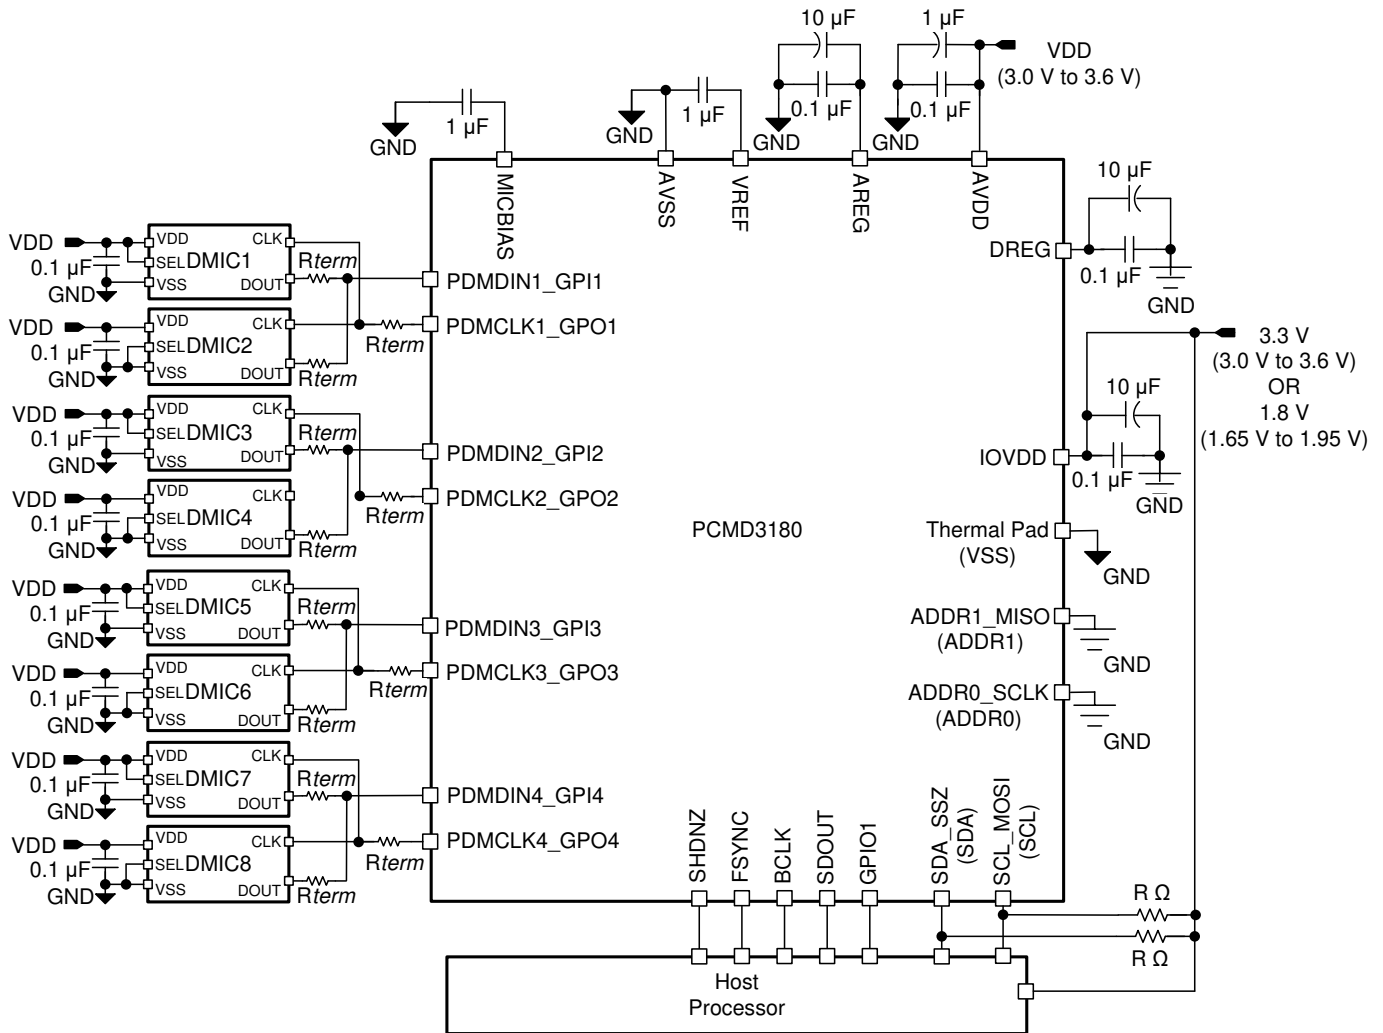 10 µF
1 µF
VDD
(3.0 V to 3.6 V)
0.1 µF
0.1 µF
1 µF
1 µF
GND
GND
GND
GND
MICBIAS
AVSS
VREF
AREG
AVDD
10 µF
DREG
0.1 µF
GND
3.3 V
(3.0 V to 3.6 V)
OR
1.8 V
(1.65 V to 1.95 V)
10 µF
IOVDD
0.1 µF
GND
Thermal Pad
(VSS)
GND
ADDR1_MISO
(ADDR1)
GND
ADDR0_SCLK
(ADDR0)
GND
PCMD3180
VDD
0.1 µF
GND
VDD
CLK
SEL
DMIC1
VSS
DOUT
Rterm
PDMDIN1_GPI1
VDD
0.1 µF
GND
VDD
CLK
SEL
DMIC2
VSS
DOUT
Rterm
Rterm
PDMCLK1_GPO1
VDD
0.1 µF
GND
VDD
CLK
SEL
DMIC3
VSS
DOUT
Rterm
PDMDIN2_GPI2
VDD
0.1 µF
GND
VDD
CLK
SEL
DMIC4
VSS
DOUT
Rterm
Rterm
PDMCLK2_GPO2
VDD
0.1 µF
GND
VDD
CLK
SEL
DMIC5
VSS
DOUT
Rterm
PDMDIN3_GPI3
VDD
0.1 µF
GND
VDD
CLK
SEL
DMIC6
VSS
DOUT
Rterm
Rterm
PDMCLK3_GPO3
VDD
0.1 µF
GND
VDD
CLK
SEL
DMIC7
VSS
DOUT
Rterm
PDMDIN4_GPI4
VDD
0.1 µF
GND
VDD
CLK
SEL
DMIC8
VSS
DOUT
Rterm
Rterm
PDMCLK4_GPO4
SHDNZ
FSYNC
BCLK
SDOUT
GPIO1
SDA_SSZ
(SDA)
SCL_MOSI
(SCL)
R Ω
R Ω
Host
Processor